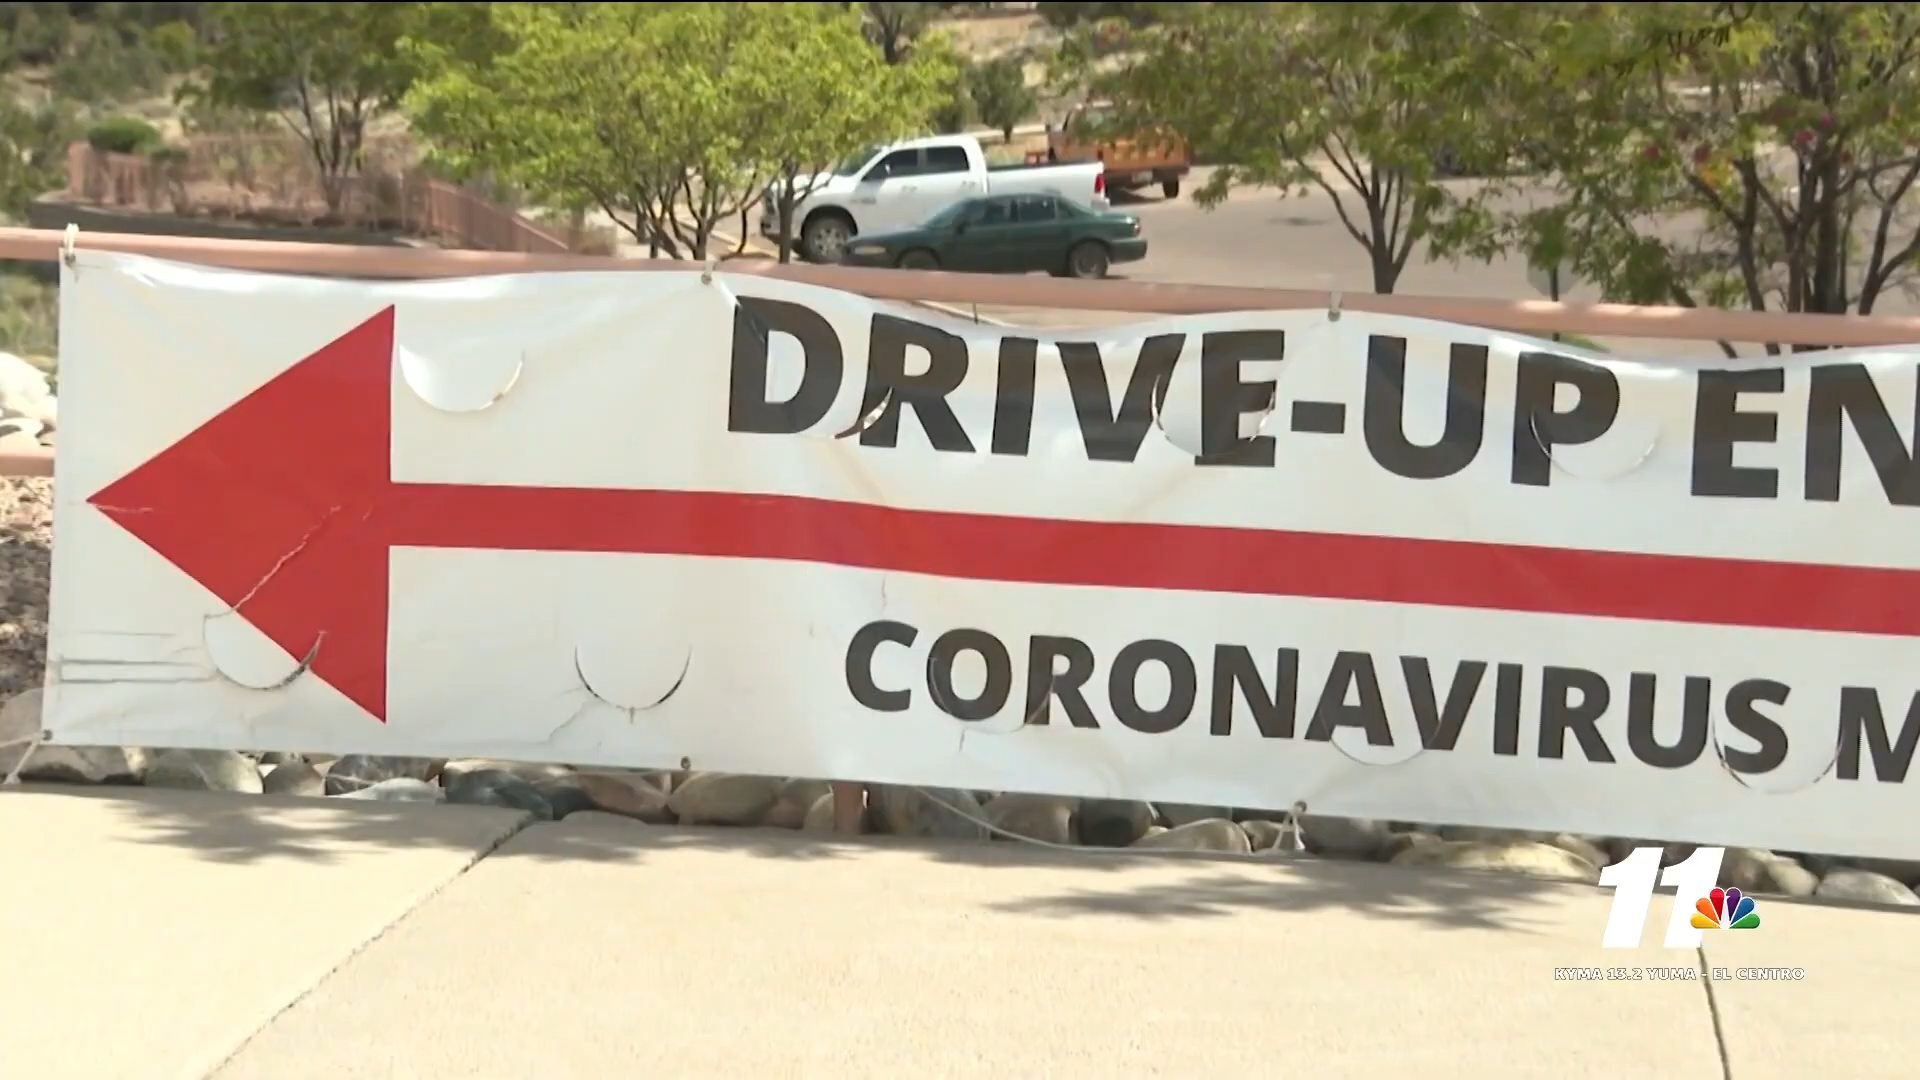 DRIVE-UP EN
CORONAVIRUS M
11
KYMA 13.2 YUMA - EL CENTRO